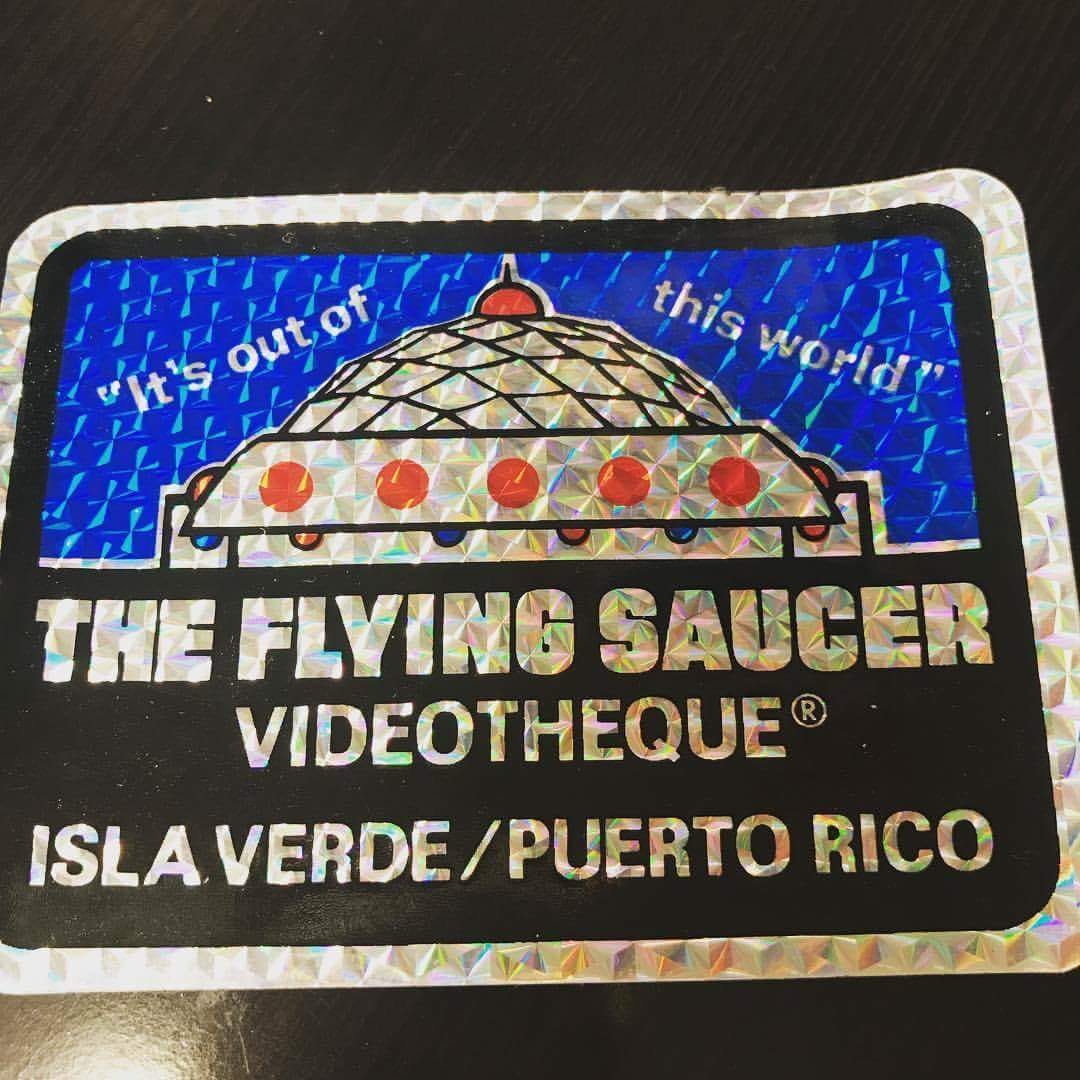 "It's out of this world"
THE FLYING SAUCER
VIDEOTHEQUE®
ISLA VERDE/PUERTO RICO